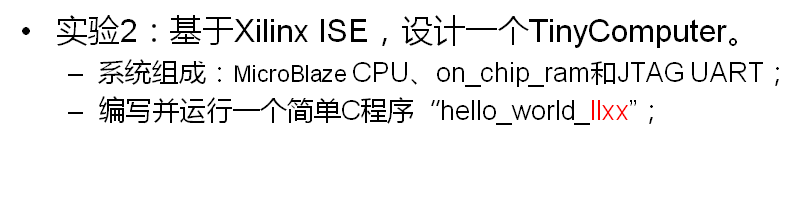 • 实验2：基于Xilinx ISE，设计一个TinyComputer。
– 系统组成：MicroBlaze CPU、on_chip_ram和JTAG UART；
– 编写并运行一个简单C程序“hello_world_llxx”；